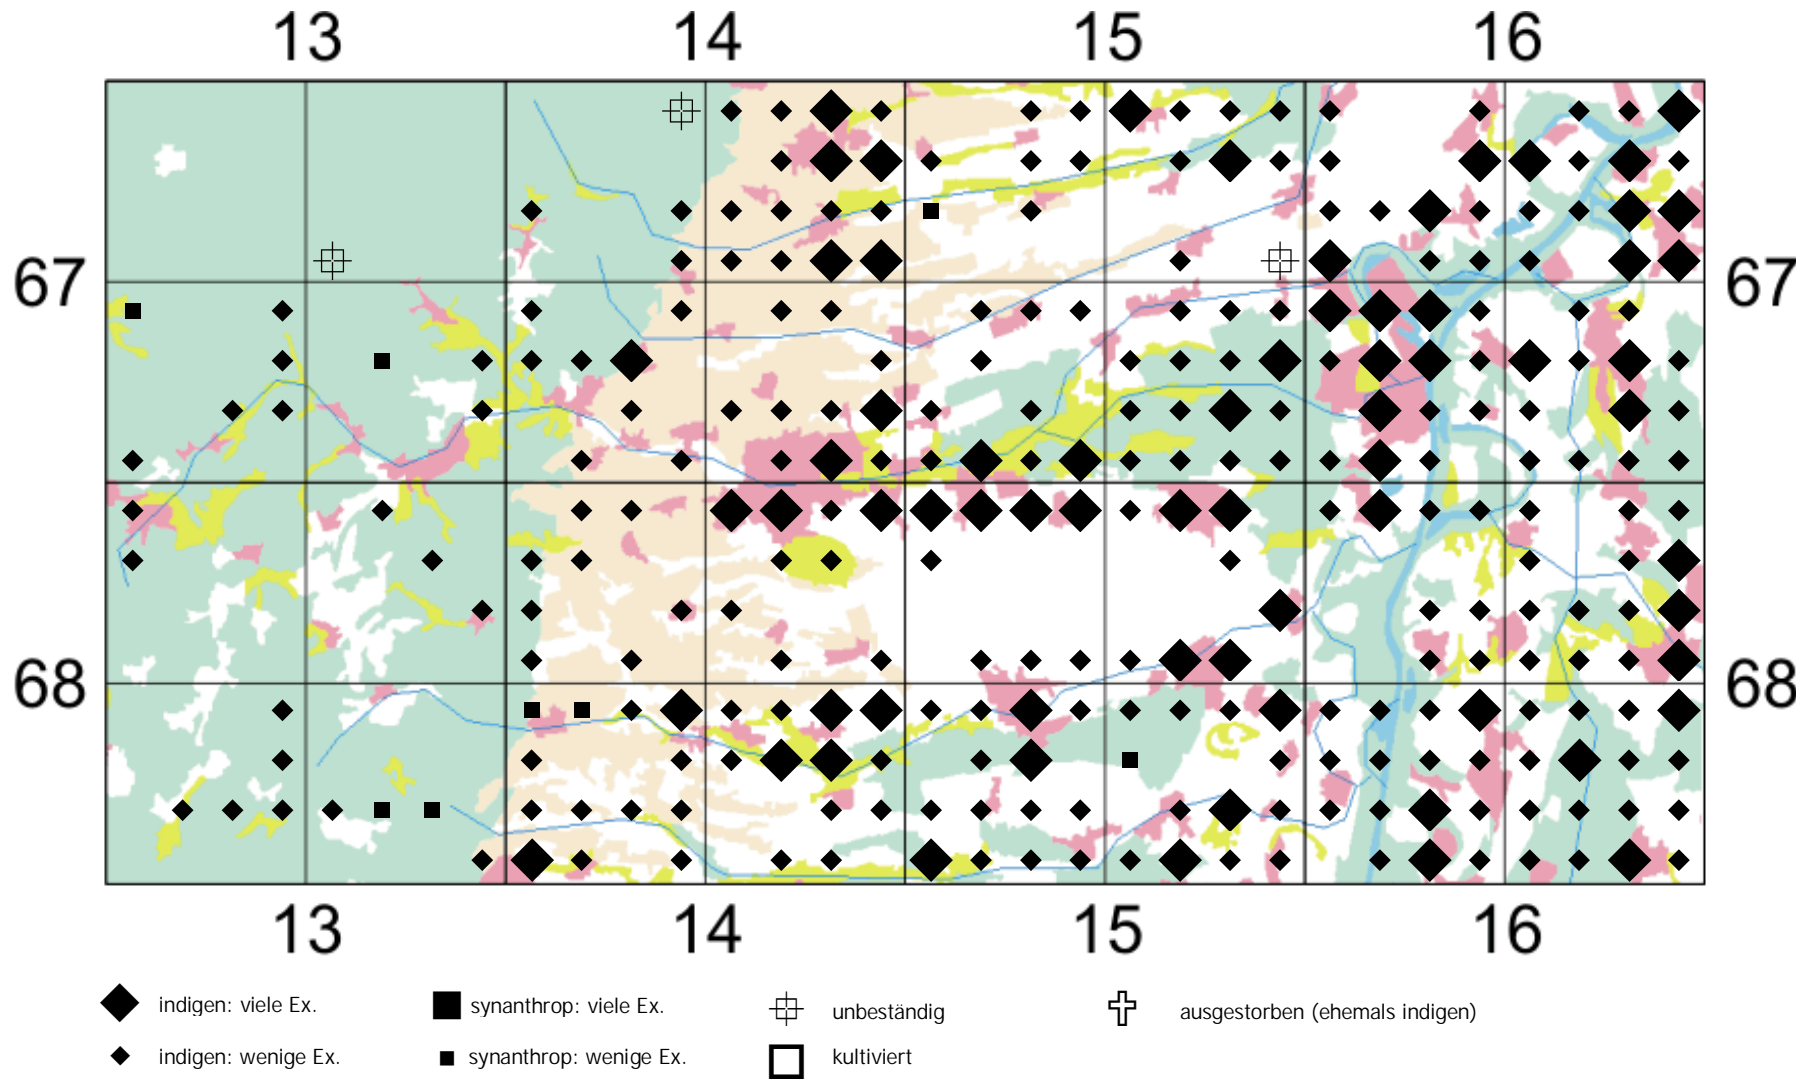 13 14 15 16
67 67
68 68
13 14 15 16
indigen: viele Ex. synanthrop: viele Ex. unbeständig ausgestorben (ehemals indigen)
indigen: wenige Ex. synanthrop: wenige Ex. kultiviert